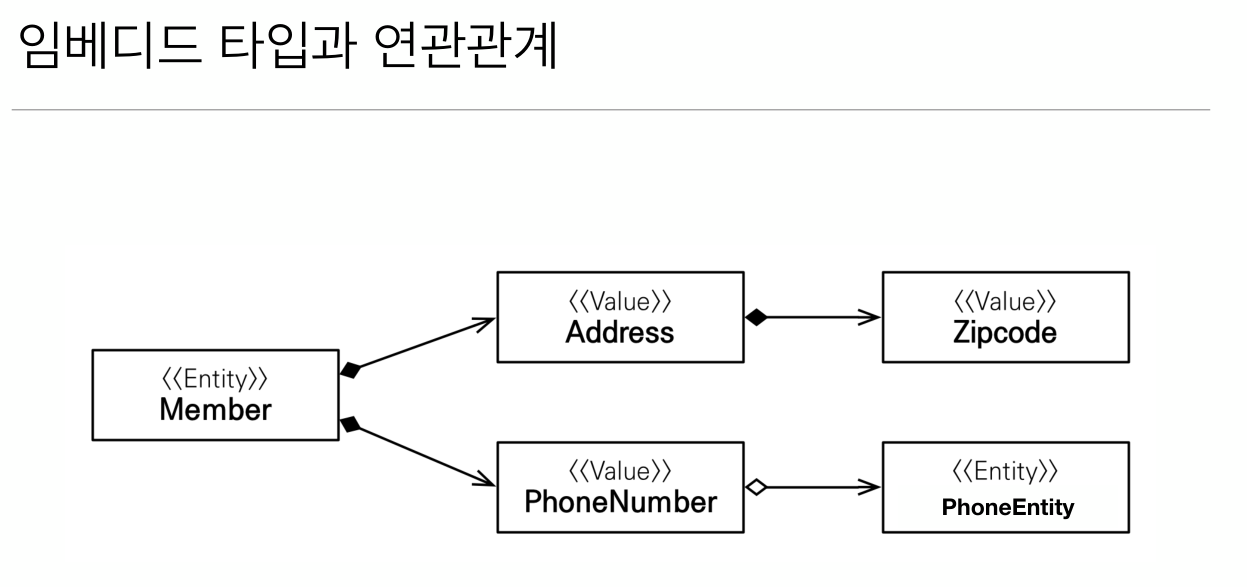 임베디드 타입과 연관관계
《Value》
Address
《Value》
Zipcode
《Entity》
Member
《Value》
PhoneNumber
《Entity》
PhoneEntity